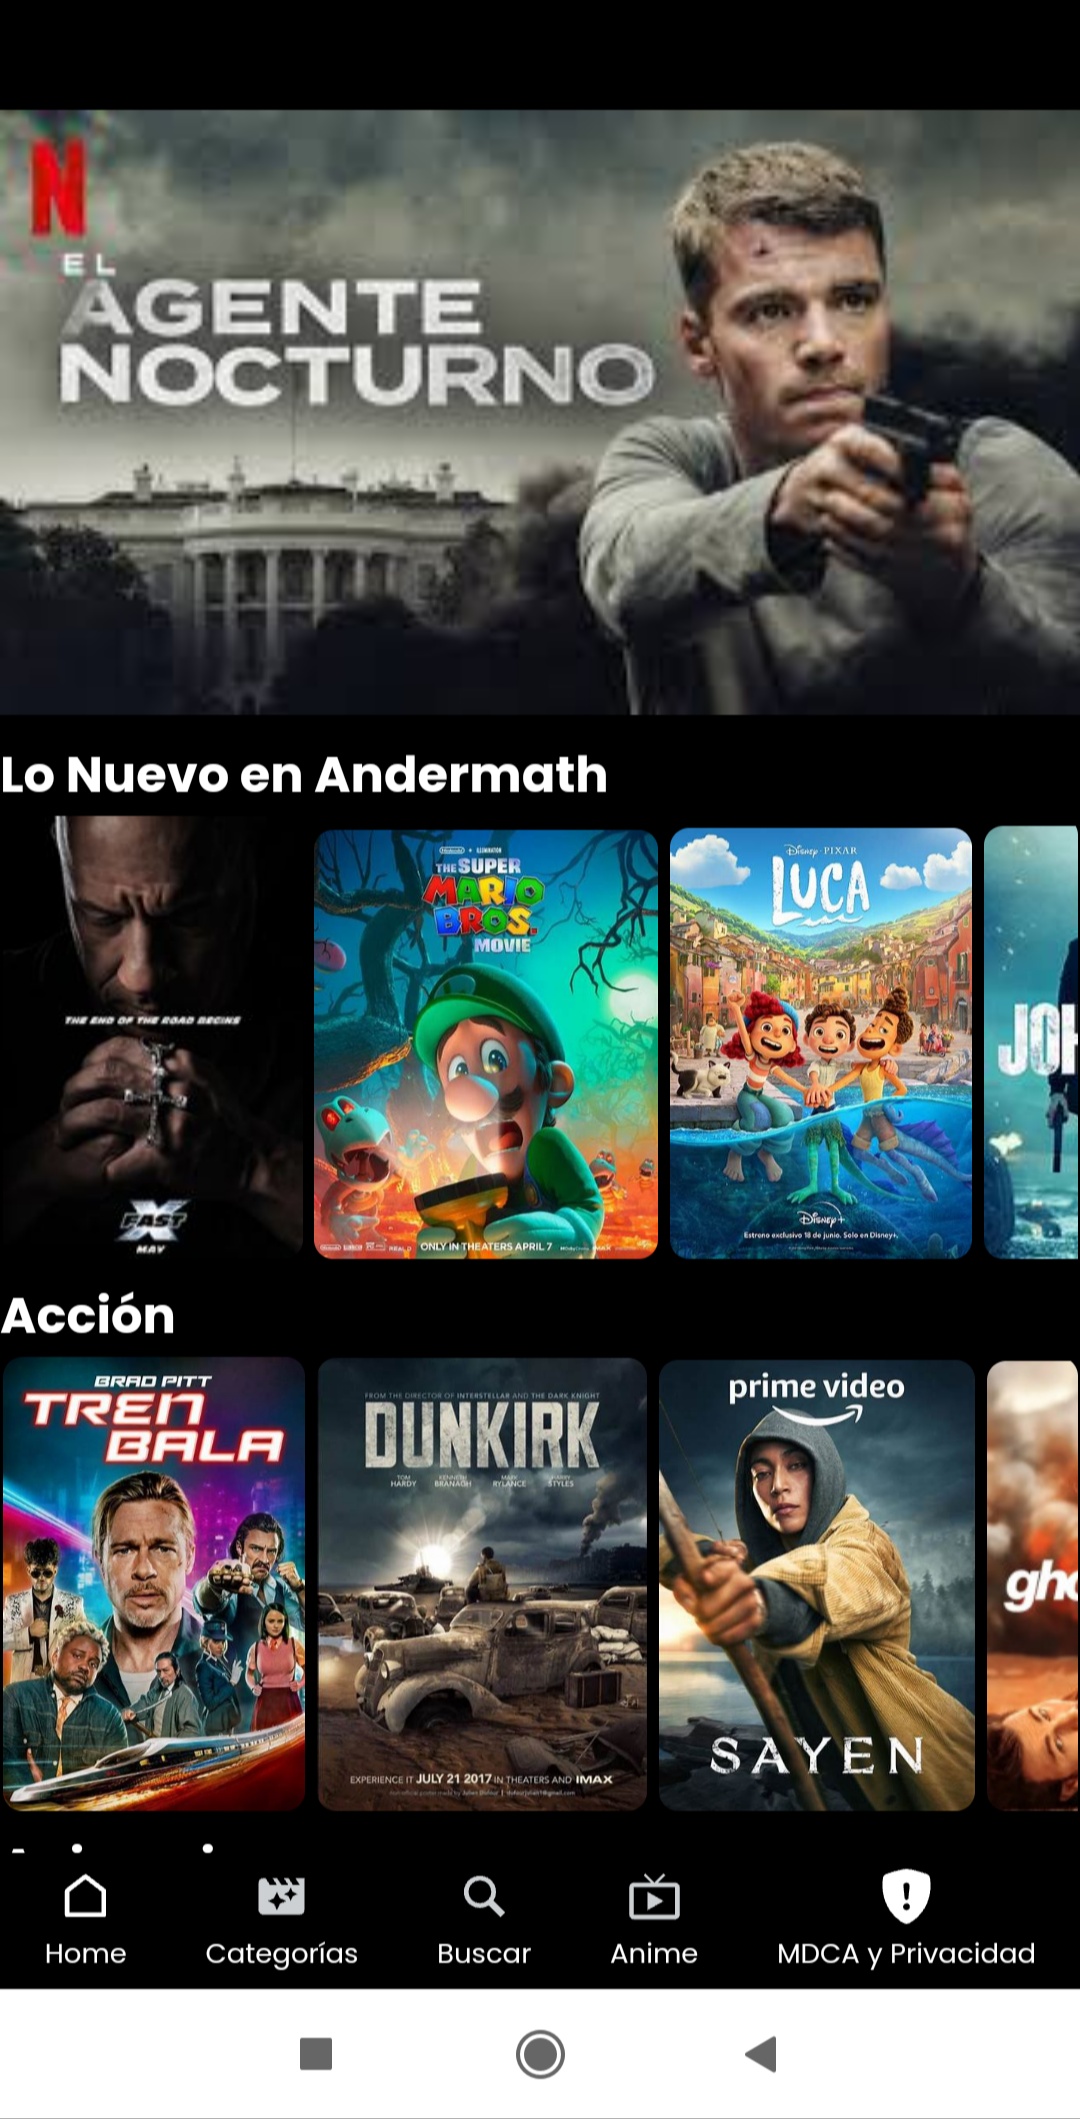 N
EL
AGENTE
NOCTURNO
Lo Nuevo en Andermath
THE END OF THE ROAD BEGINS
FAST X
MAY
Nintendo + ILLUMINATION
THE SUPER
MARIO
BROS.
MOVIE
ONLY IN THEATERS APRIL 7
Disney · PIXAR
LUCA
Disney+
Estreno exclusivo 18 de junio. Solo en Disney+.
JOH
Acción
BRAD PITT
TREN
BALA
FROM THE DIRECTOR OF INTERSTELLAR AND THE DARK KNIGHT
DUNKIRK
TOM HARDY KENNETH BRANAGH MARK RYLANCE HARRY STYLES
EXPERIENCE IT JULY 21 2017 IN THEATERS AND IMAX
prime video
SAYEN
gho
Home
Categorías
Buscar
Anime
MDCA y Privacidad